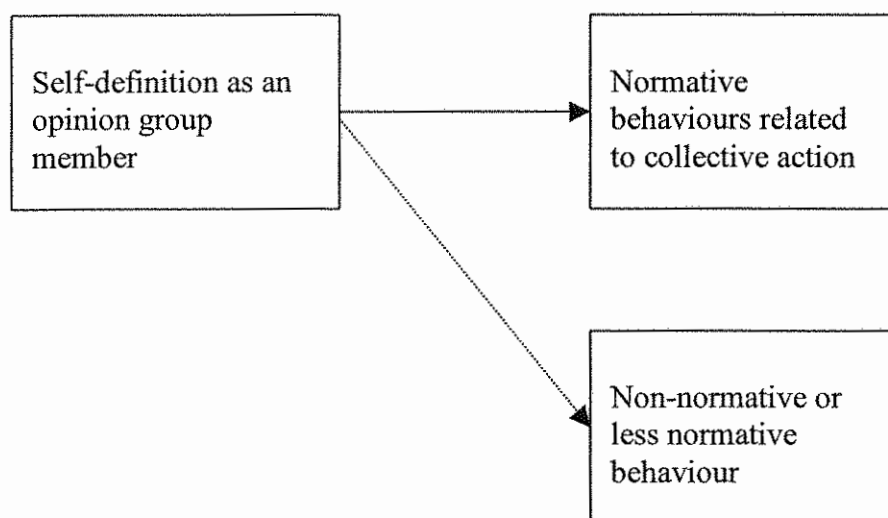 Self-definition as an
opinion group
member
Normative
behaviours related
to collective action
Non-normative or
less normative
behaviour